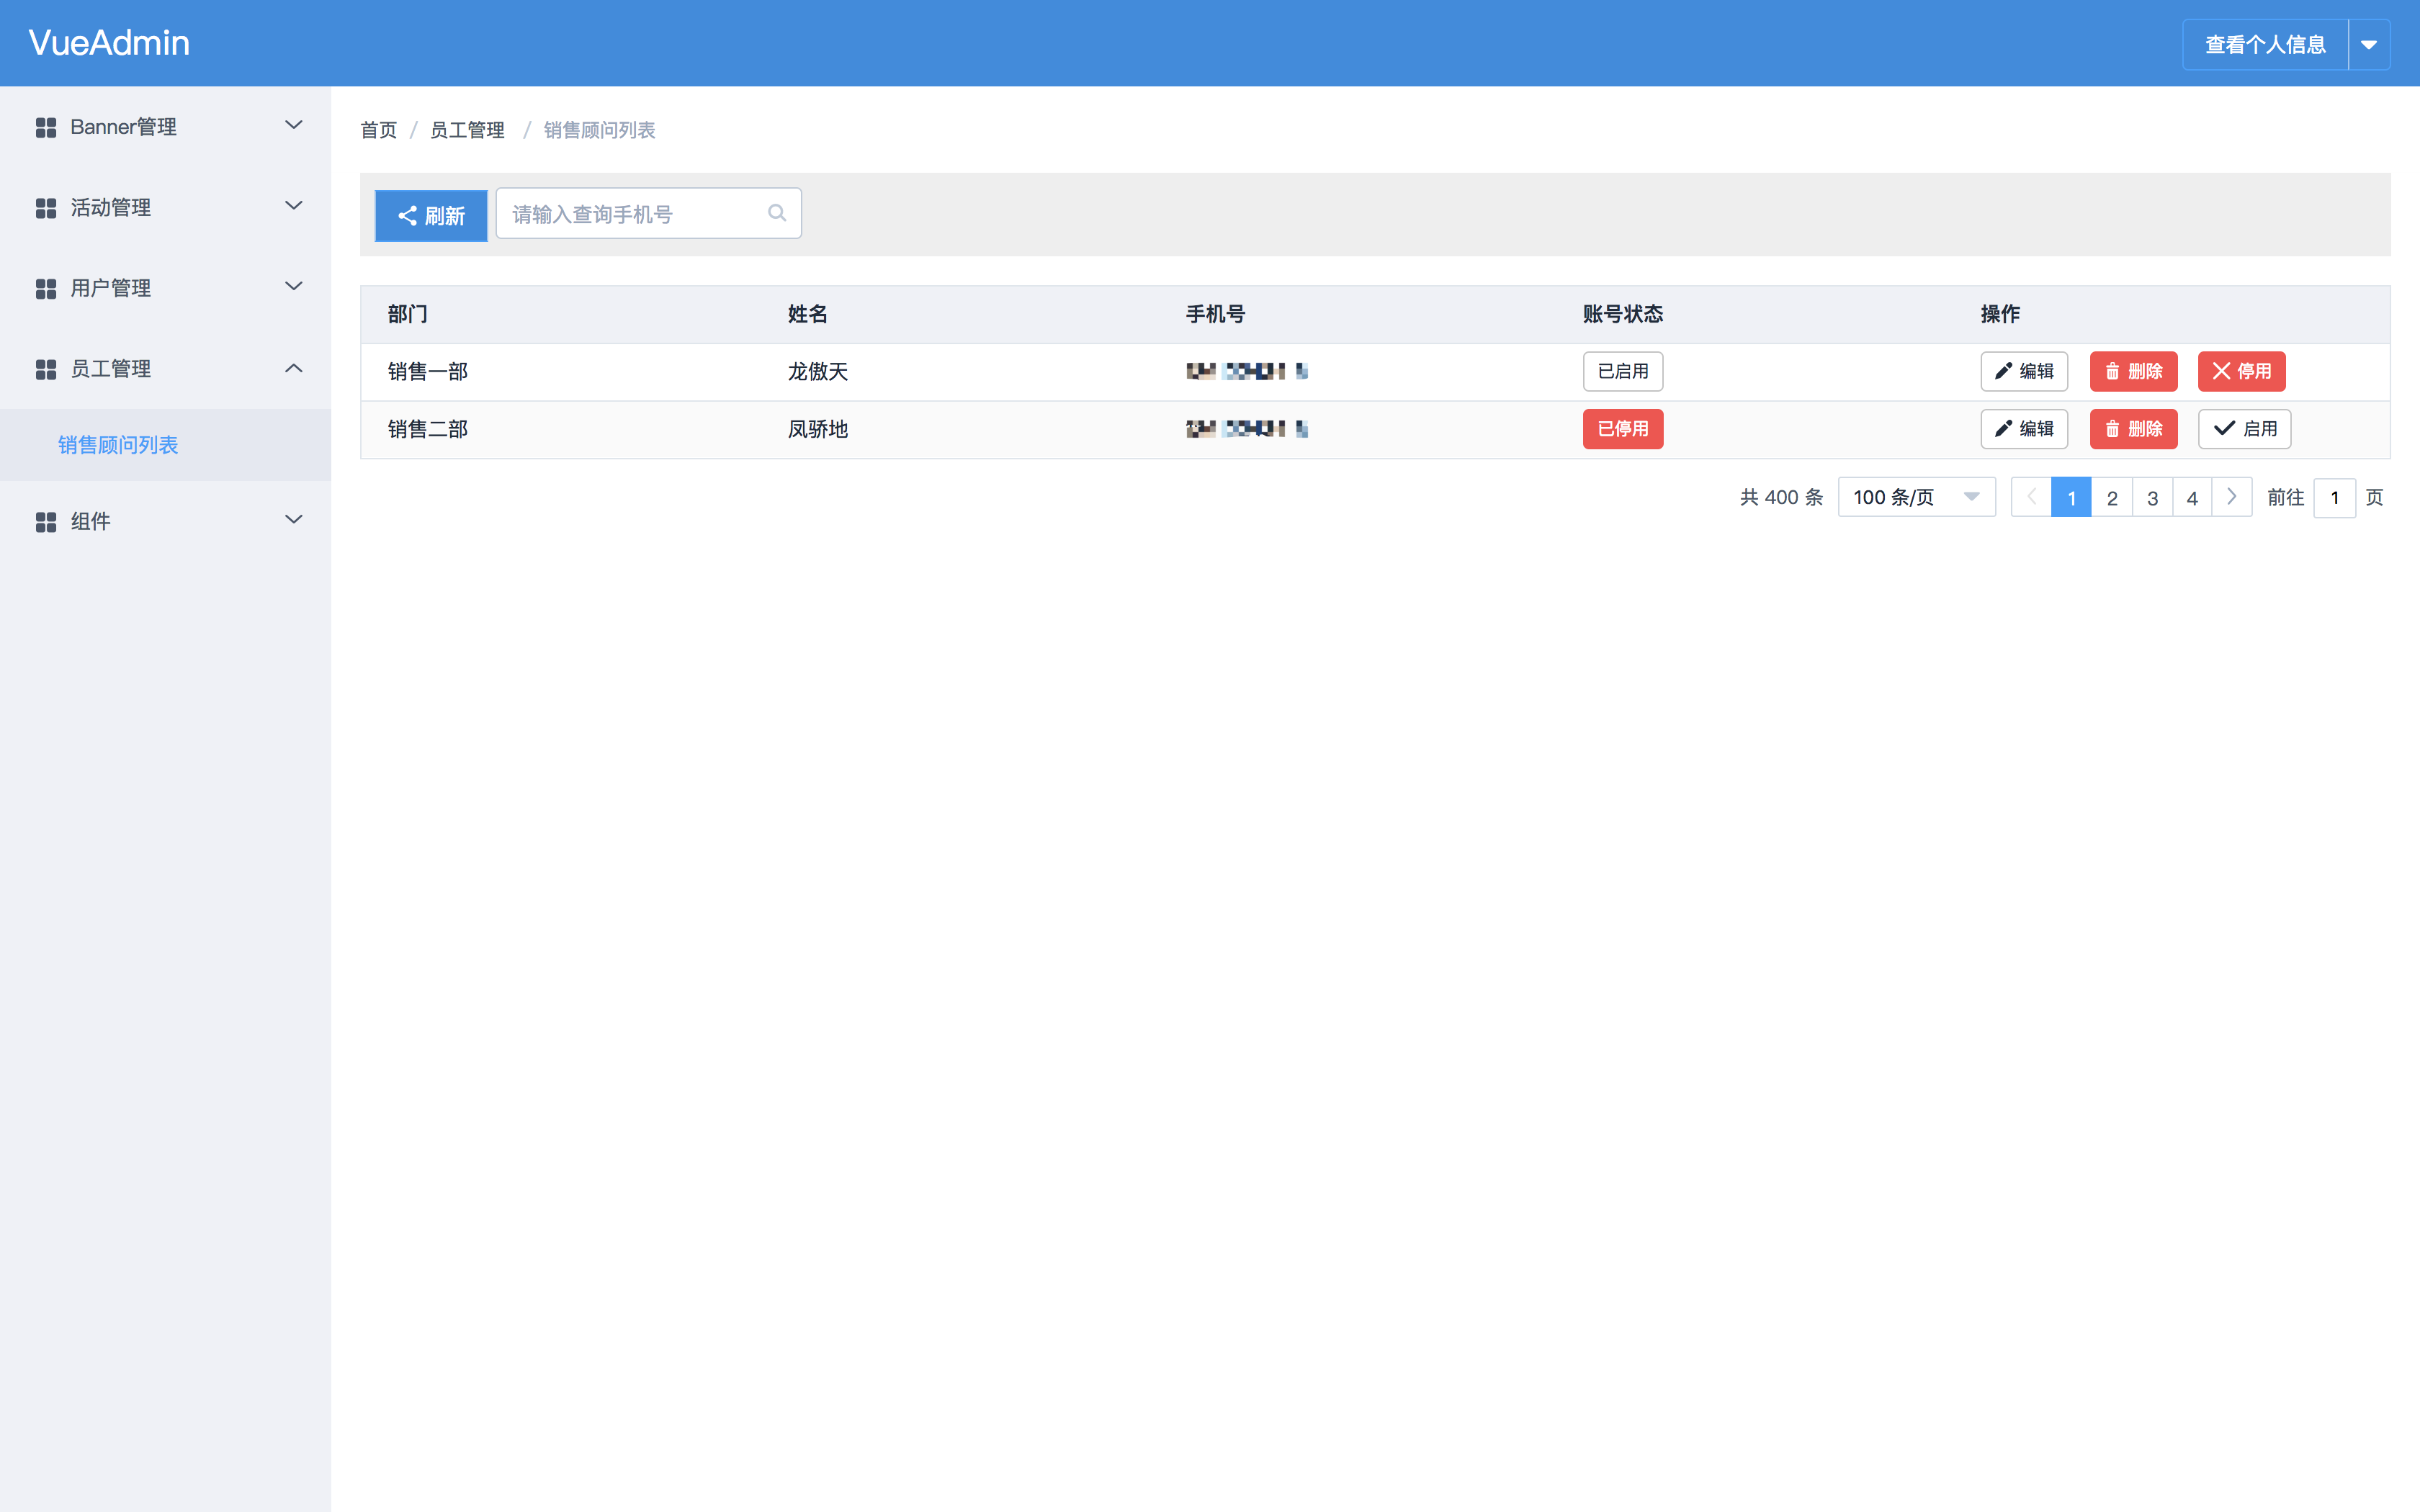 VueAdmin
查看个人信息
Banner管理
活动管理
用户管理
员工管理
销售顾问列表
组件
首页 / 员工管理 / 销售顾问列表
刷新 请输入查询手机号
部门 姓名 手机号 账号状态 操作
销售一部 龙傲天 已启用 编辑 删除 停用
销售二部 凤骄地 已停用 编辑 删除 启用
共 400 条 100 条/页 1 2 3 4 前往 1 页